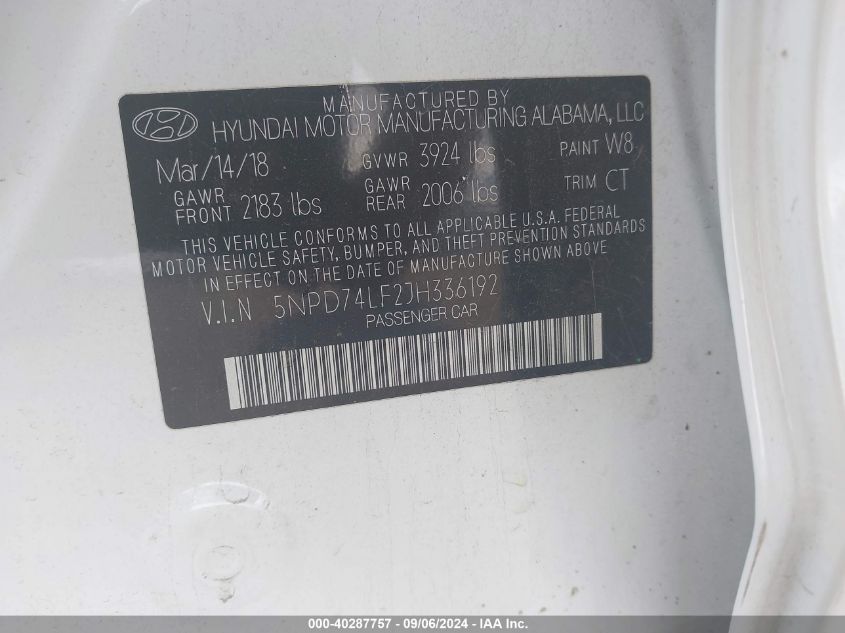 MANUFACTURED BY
HYUNDAI MOTOR MANUFACTURING ALABAMA, LLC
Mar/14/18 GVWR 3924 lbs PAINT W8
GAWR FRONT 2183 lbs GAWR REAR 2006 lbs TRIM CT
THIS VEHICLE CONFORMS TO ALL APPLICABLE U.S.A. FEDERAL
MOTOR VEHICLE SAFETY, BUMPER, AND THEFT PREVENTION STANDARDS
IN EFFECT ON THE DATE OF MANUFACTURE SHOWN ABOVE
V.I.N 5NPD74LF2JH336192
PASSENGER CAR
000-40287757 - 09/06/2024 - IAA Inc.